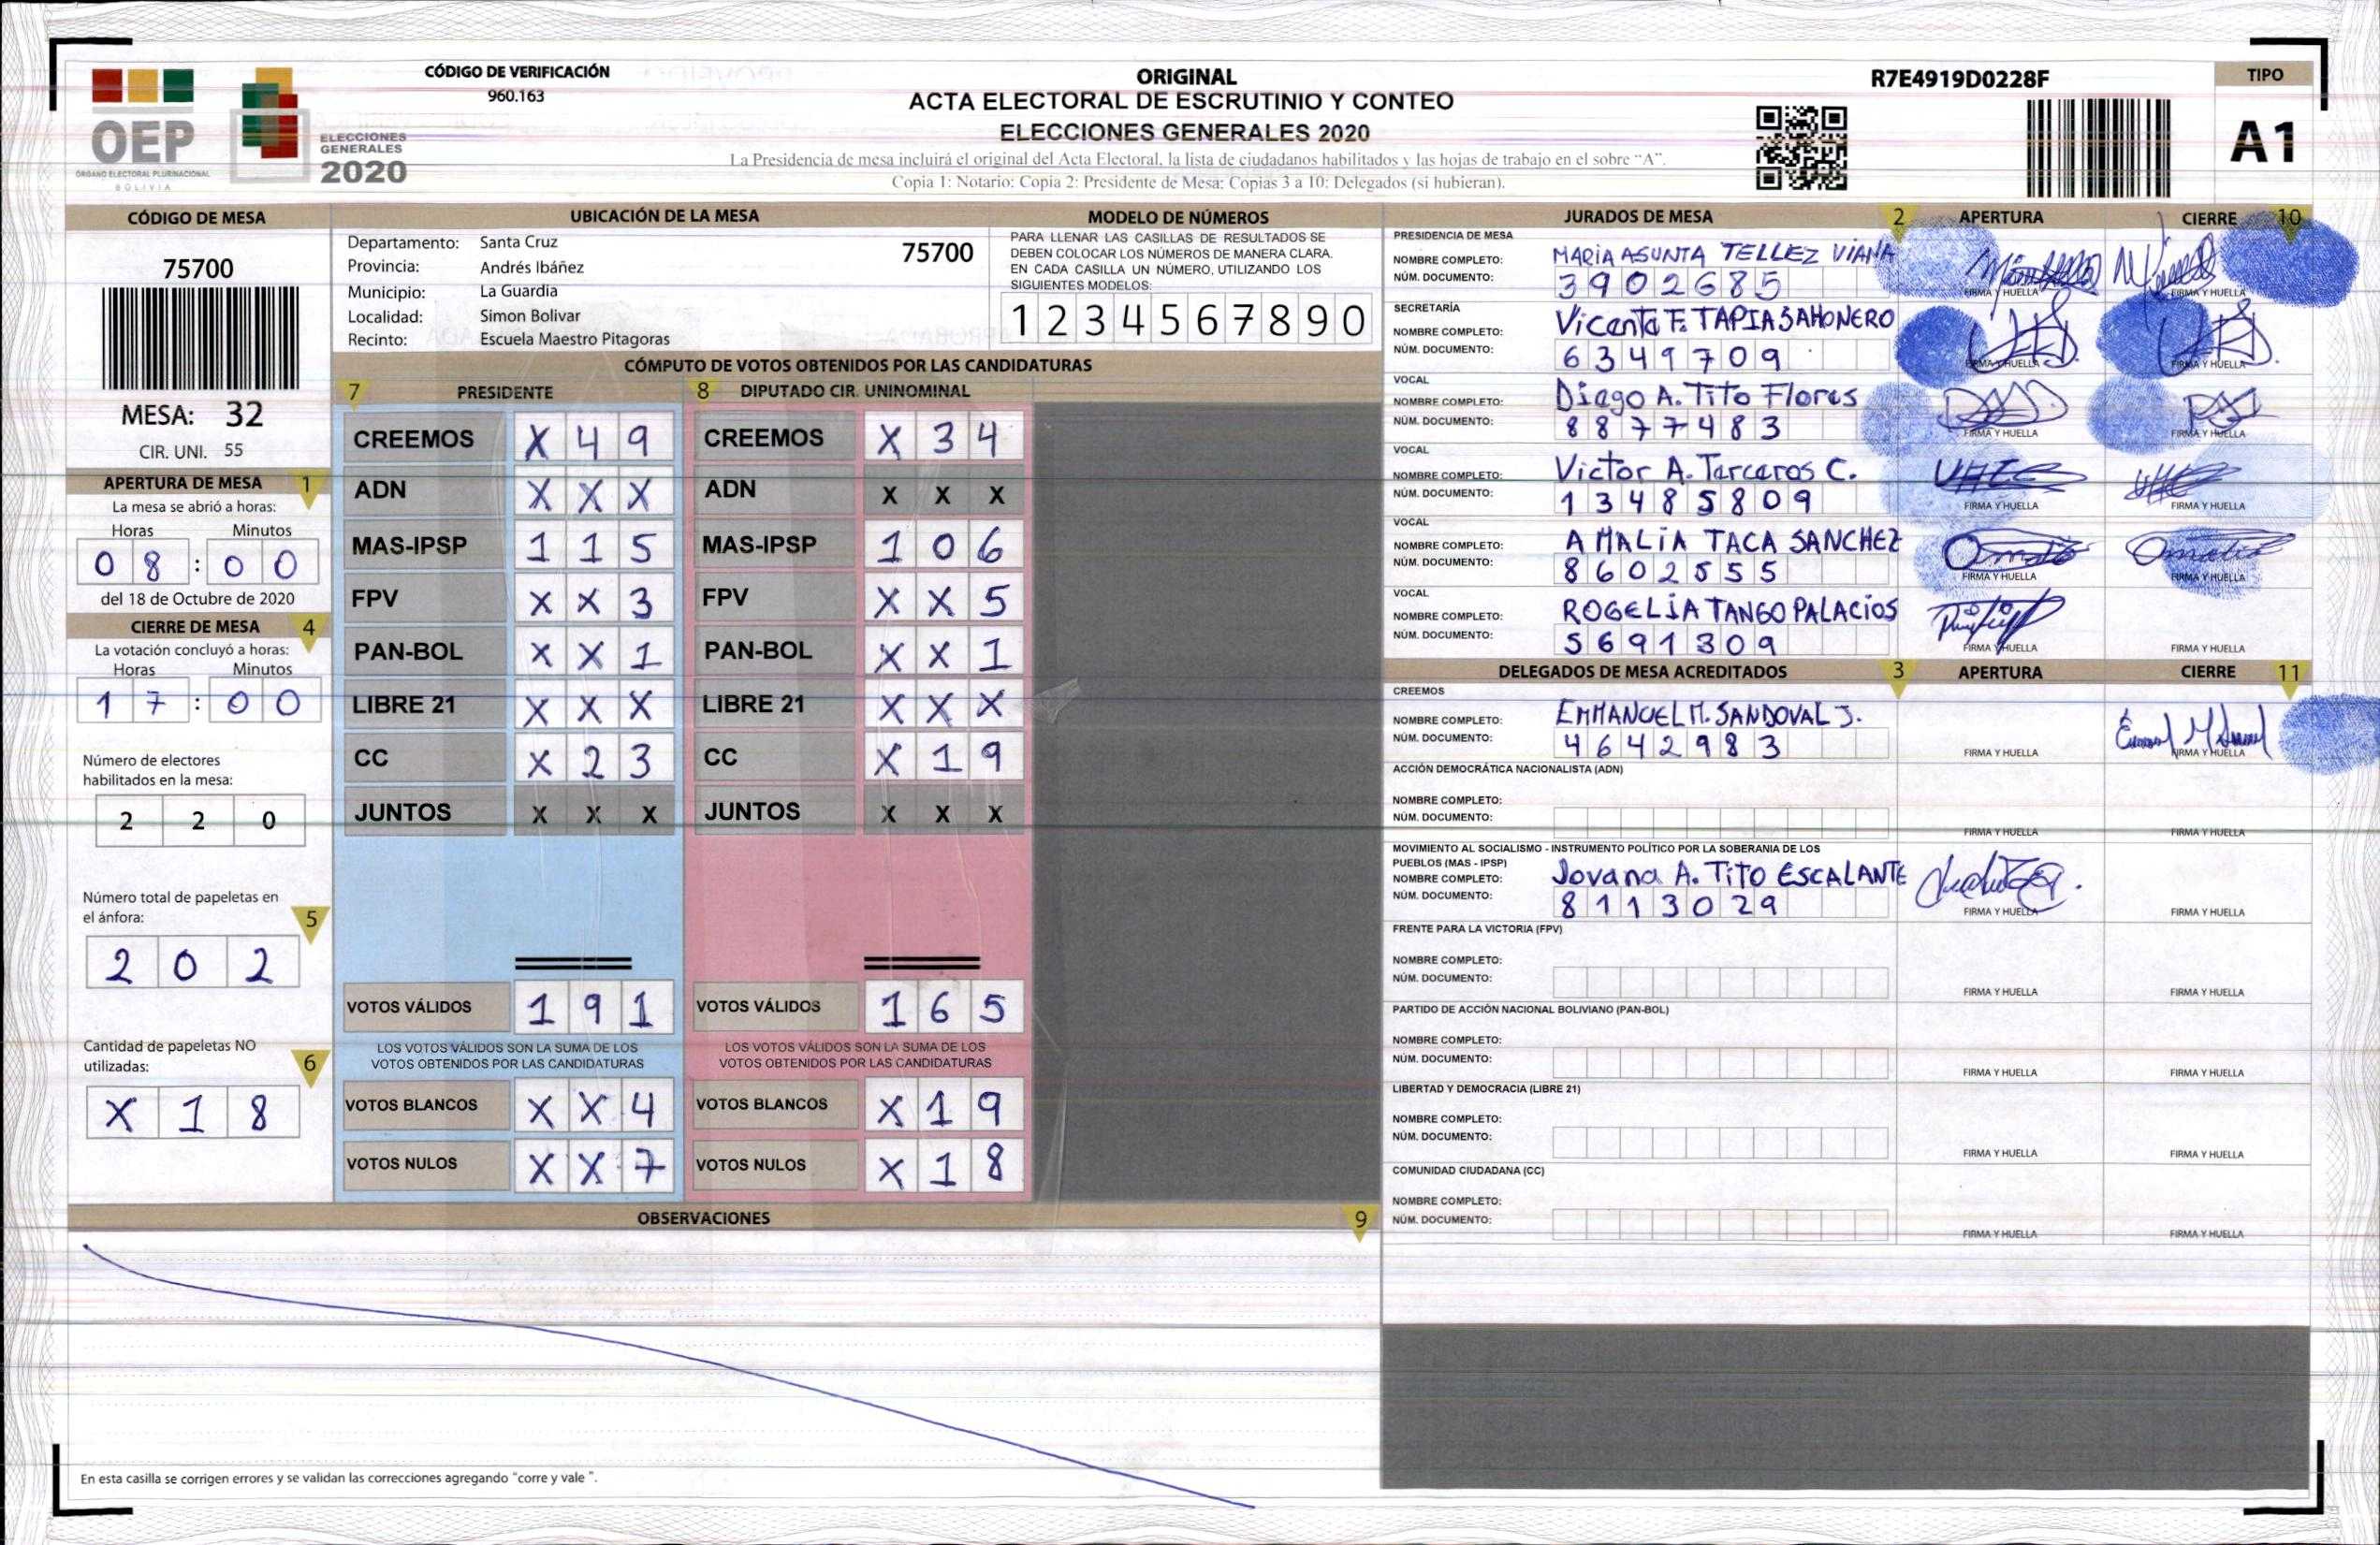 OEP
ÓRGANO ELECTORAL PLURINACIONAL
BOLIVIA
ELECCIONES
GENERALES
2020
CÓDIGO DE VERIFICACIÓN
960.163
ORIGINAL
ACTA ELECTORAL DE ESCRUTINIO Y CONTEO
ELECCIONES GENERALES 2020
La Presidencia de mesa incluirá el original del Acta Electoral, la lista de ciudadanos habilitados y las hojas de trabajo en el sobre "A".
Copia 1: Notario: Copia 2: Presidente de Mesa: Copias 3 a 10: Delegados (si hubieran).
R7E4919D0228F
TIPO
A1
CÓDIGO DE MESA
75700
MESA: 32
CIR. UNI. 55
APERTURA DE MESA 1
La mesa se abrió a horas:
Horas Minutos
0 8 : 0 0
del 18 de Octubre de 2020
CIERRE DE MESA 4
La votación concluyó a horas:
Horas Minutos
1 7 : 0 0
Número de electores
habilitados en la mesa:
2 2 0
Número total de papeletas en
el ánfora: 5
2 0 2
Cantidad de papeletas NO
utilizadas: 6
X 1 8
UBICACIÓN DE LA MESA
Departamento: Santa Cruz 75700
Provincia: Andrés Ibáñez
Municipio: La Guardia
Localidad: Simon Bolivar
Recinto: Escuela Maestro Pitagoras
MODELO DE NÚMEROS
PARA LLENAR LAS CASILLAS DE RESULTADOS SE
DEBEN COLOCAR LOS NÚMEROS DE MANERA CLARA.
EN CADA CASILLA UN NÚMERO, UTILIZANDO LOS
SIGUIENTES MODELOS:
1 2 3 4 5 6 7 8 9 0
CÓMPUTO DE VOTOS OBTENIDOS POR LAS CANDIDATURAS
7 PRESIDENTE 8 DIPUTADO CIR. UNINOMINAL
CREEMOS X 4 9 CREEMOS X 3 4
ADN X X X ADN X X X
MAS-IPSP 1 1 5 MAS-IPSP 1 0 6
FPV X X 3 FPV X X 5
PAN-BOL X X 1 PAN-BOL X X 1
LIBRE 21 X X X LIBRE 21 X X X
CC X 2 3 CC X 1 9
JUNTOS X X X JUNTOS X X X
VOTOS VÁLIDOS 1 9 1 VOTOS VÁLIDOS 1 6 5
LOS VOTOS VÁLIDOS SON LA SUMA DE LOS LOS VOTOS VÁLIDOS SON LA SUMA DE LOS
VOTOS OBTENIDOS POR LAS CANDIDATURAS VOTOS OBTENIDOS POR LAS CANDIDATURAS
VOTOS BLANCOS X X 4 VOTOS BLANCOS X 1 9
VOTOS NULOS X X 7 VOTOS NULOS X 1 8
OBSERVACIONES 9
En esta casilla se corrigen errores y se validan las correcciones agregando "corre y vale ".
JURADOS DE MESA 2 APERTURA CIERRE 10
PRESIDENCIA DE MESA
NOMBRE COMPLETO: MARIA ASUNTA TELLEZ VIANA
NÚM. DOCUMENTO: 3902685 FIRMA Y HUELLA FIRMA Y HUELLA
SECRETARÍA
NOMBRE COMPLETO: Vicenta F. TAPIA SAHONERO
NÚM. DOCUMENTO: 6349709 FIRMA Y HUELLA FIRMA Y HUELLA
VOCAL
NOMBRE COMPLETO: Diego A. Tito Flores
NÚM. DOCUMENTO: 8877483 FIRMA Y HUELLA FIRMA Y HUELLA
VOCAL
NOMBRE COMPLETO: Victor A. Terceros C.
NÚM. DOCUMENTO: 13485809 FIRMA Y HUELLA FIRMA Y HUELLA
VOCAL
NOMBRE COMPLETO: AMALIA TACA SANCHEZ
NÚM. DOCUMENTO: 8602555 FIRMA Y HUELLA FIRMA Y HUELLA
VOCAL
NOMBRE COMPLETO: ROGELIA TANGO PALACIOS
NÚM. DOCUMENTO: 5691309 FIRMA Y HUELLA FIRMA Y HUELLA
DELEGADOS DE MESA ACREDITADOS 3 APERTURA CIERRE 11
CREEMOS
NOMBRE COMPLETO: EMMANUEL M. SANDOVAL J.
NÚM. DOCUMENTO: 4642983 FIRMA Y HUELLA FIRMA Y HUELLA
ACCIÓN DEMOCRÁTICA NACIONALISTA (ADN)
NOMBRE COMPLETO:
NÚM. DOCUMENTO: FIRMA Y HUELLA FIRMA Y HUELLA
MOVIMIENTO AL SOCIALISMO - INSTRUMENTO POLÍTICO POR LA SOBERANIA DE LOS
PUEBLOS (MAS - IPSP)
NOMBRE COMPLETO: Jovana A. TITO ESCALANTE
NÚM. DOCUMENTO: 8113029 FIRMA Y HUELLA FIRMA Y HUELLA
FRENTE PARA LA VICTORIA (FPV)
NOMBRE COMPLETO:
NÚM. DOCUMENTO: FIRMA Y HUELLA FIRMA Y HUELLA
PARTIDO DE ACCIÓN NACIONAL BOLIVIANO (PAN-BOL)
NOMBRE COMPLETO:
NÚM. DOCUMENTO: FIRMA Y HUELLA FIRMA Y HUELLA
LIBERTAD Y DEMOCRACIA (LIBRE 21)
NOMBRE COMPLETO:
NÚM. DOCUMENTO: FIRMA Y HUELLA FIRMA Y HUELLA
COMUNIDAD CIUDADANA (CC)
NOMBRE COMPLETO:
NÚM. DOCUMENTO: FIRMA Y HUELLA FIRMA Y HUELLA